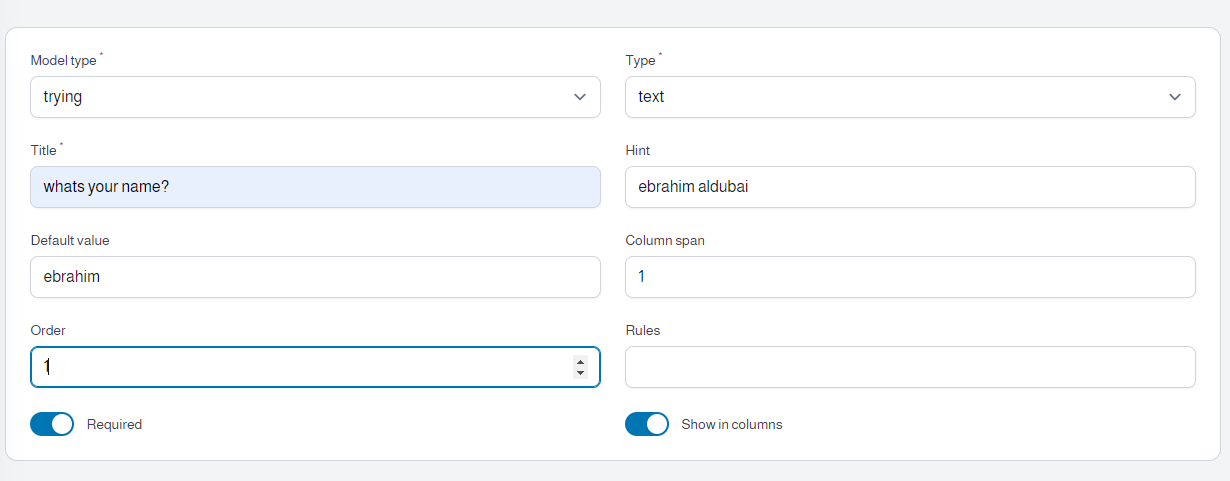 Model type * Type *
trying text
Title * Hint
whats your name? ebrahim aldubai
Default value Column span
ebrahim 1
Order Rules
1
Required Show in columns